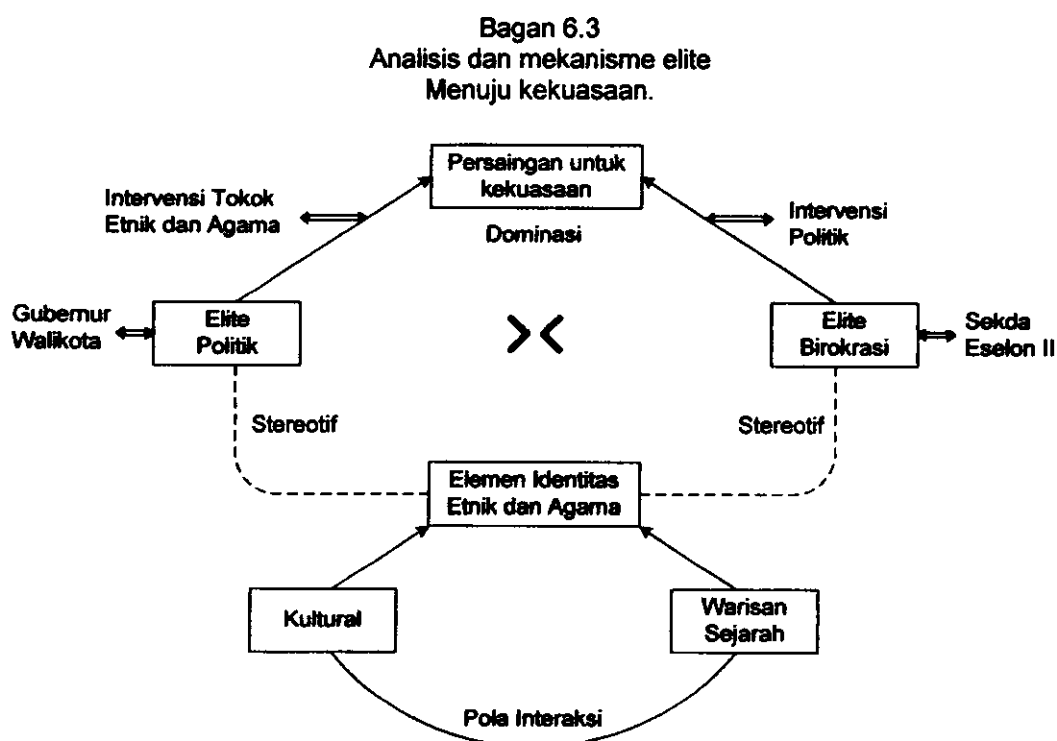 Bagan 6.3
Analisis dan mekanisme elite
Menuju kekuasaan.
Persaingan untuk
kekuasaan
Intervensi Tokok
Etnik dan Agama
Intervensi
Politik
Dominasi
Gubernur
Walikota
Elite
Politik
Elite
Birokrasi
Sekda
Eselon II
Stereotif
Stereotif
Elemen Identitas
Etnik dan Agama
Kultural
Warisan
Sejarah
Pola Interaksi